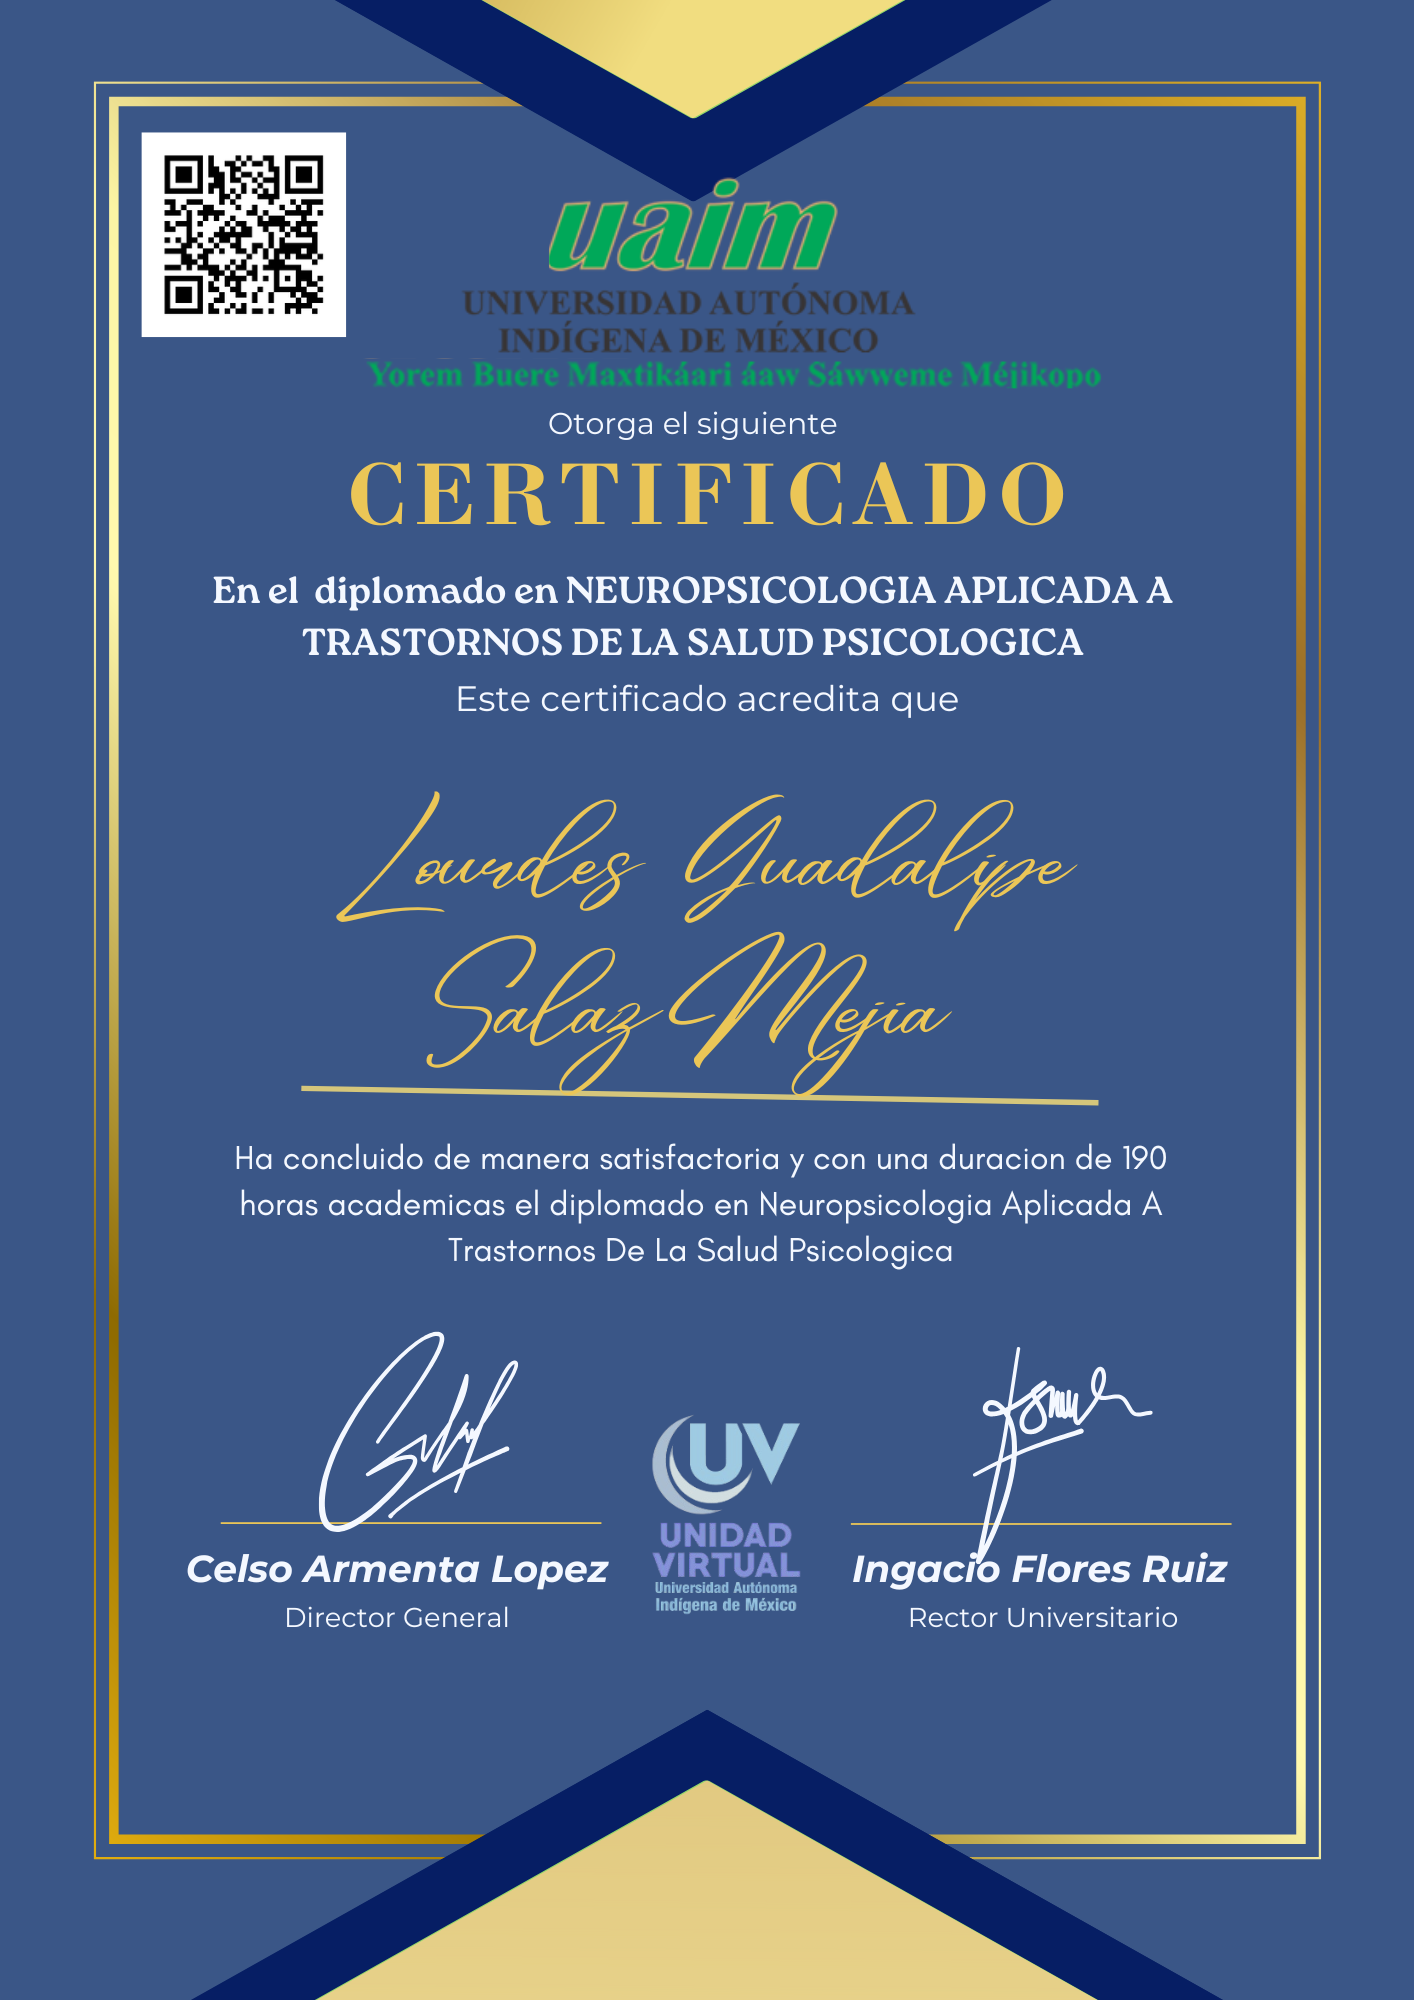 uaim
UNIVERSIDAD AUTÓNOMA
INDÍGENA DE MÉXICO
Yorem Buere Maxtikáari áaw Sáwweme Méjikopo
Otorga el siguiente
CERTIFICADO
En el diplomado en NEUROPSICOLOGIA APLICADA A
TRASTORNOS DE LA SALUD PSICOLOGICA
Este certificado acredita que
Lourdes Guadalipe
Salaz Mejia
Ha concluido de manera satisfactoria y con una duracion de 190
horas academicas el diplomado en Neuropsicologia Aplicada A
Trastornos De La Salud Psicologica
Celso Armenta Lopez
Director General
UV
UNIDAD
VIRTUAL
Universidad Autónoma
Indígena de México
Ingacio Flores Ruiz
Rector Universitario